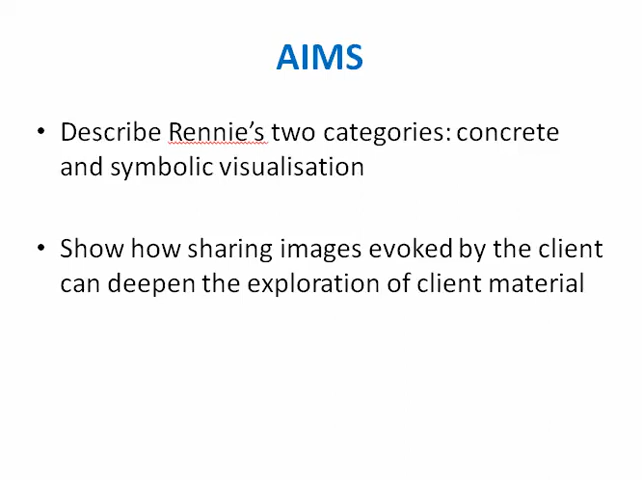 AIMS
• Describe Rennie's two categories: concrete
and symbolic visualisation
• Show how sharing images evoked by the client
can deepen the exploration of client material